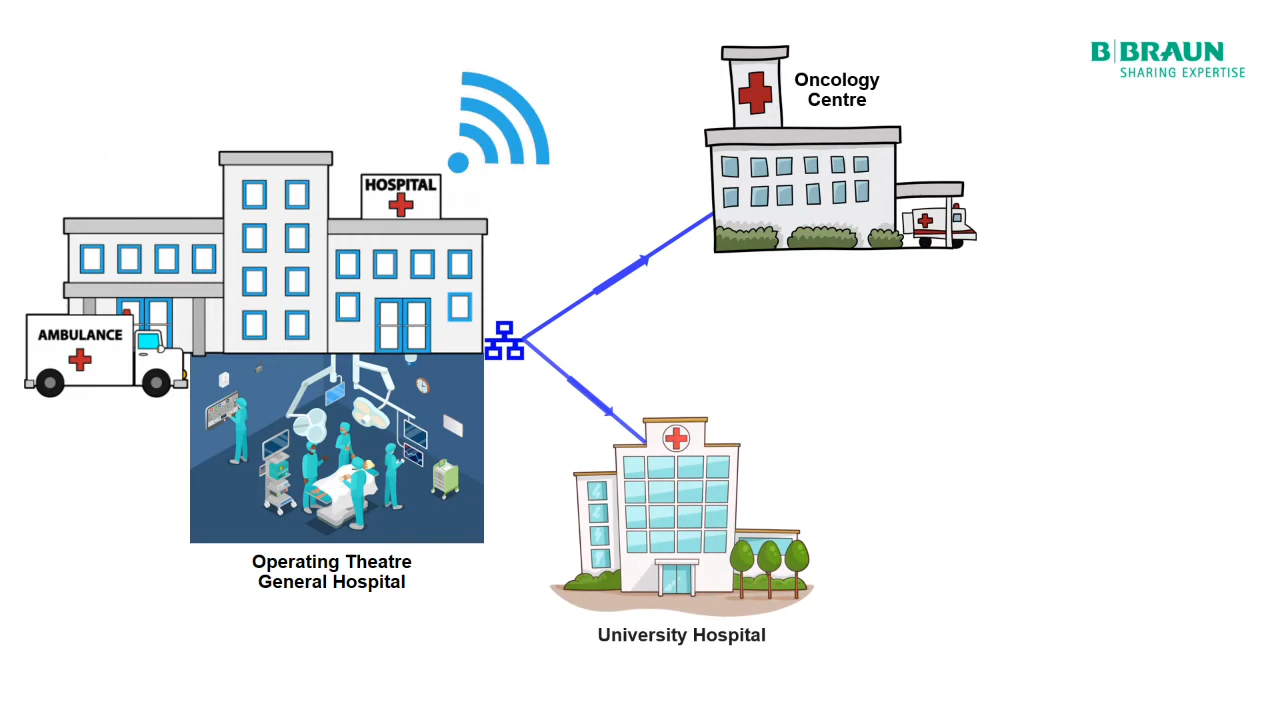 B|BRAUN
SHARING EXPERTISE
Oncology
Centre
HOSPITAL
AMBULANCE
Operating Theatre
General Hospital
University Hospital